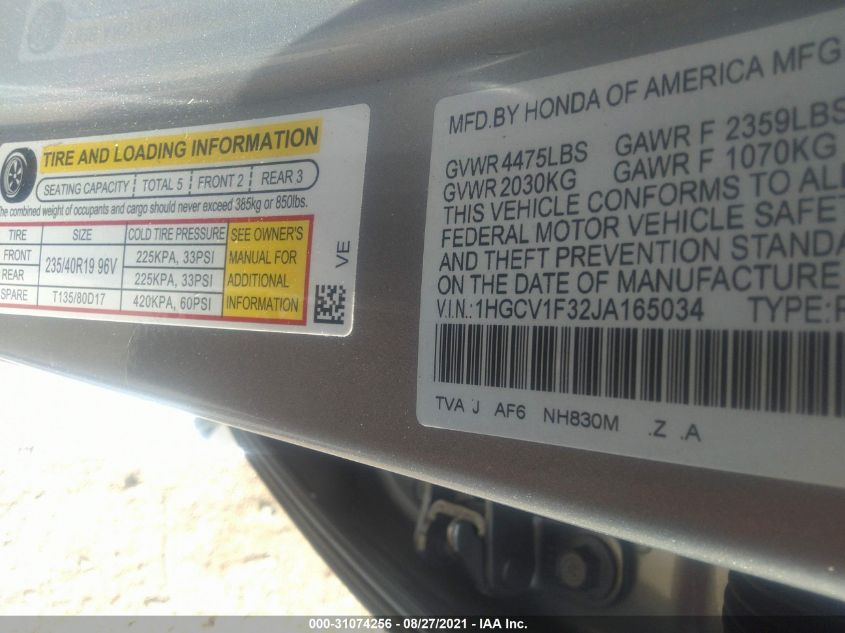 TIRE AND LOADING INFORMATION
SEATING CAPACITY TOTAL 5 FRONT 2 REAR 3
The combined weight of occupants and cargo should never exceed 385kg or 850lbs.
TIRE SIZE COLD TIRE PRESSURE SEE OWNER'S MANUAL FOR ADDITIONAL INFORMATION
FRONT 235/40R19 96V 225KPA, 33PSI
REAR 225KPA, 33PSI
SPARE T135/80D17 420KPA, 60PSI
VE
MFD.BY HONDA OF AMERICA MFG
GVWR 4475LBS GAWR F 2359LBS
GVWR 2030KG GAWR F 1070KG
THIS VEHICLE CONFORMS TO ALL
FEDERAL MOTOR VEHICLE SAFE
AND THEFT PREVENTION STANDA
ON THE DATE OF MANUFACTURE
V.I.N.:1HGCV1F32JA165034 TYPE:P
TVA J AF6 NH830M .Z .A
000-31074256 - 08/27/2021 - IAA Inc.